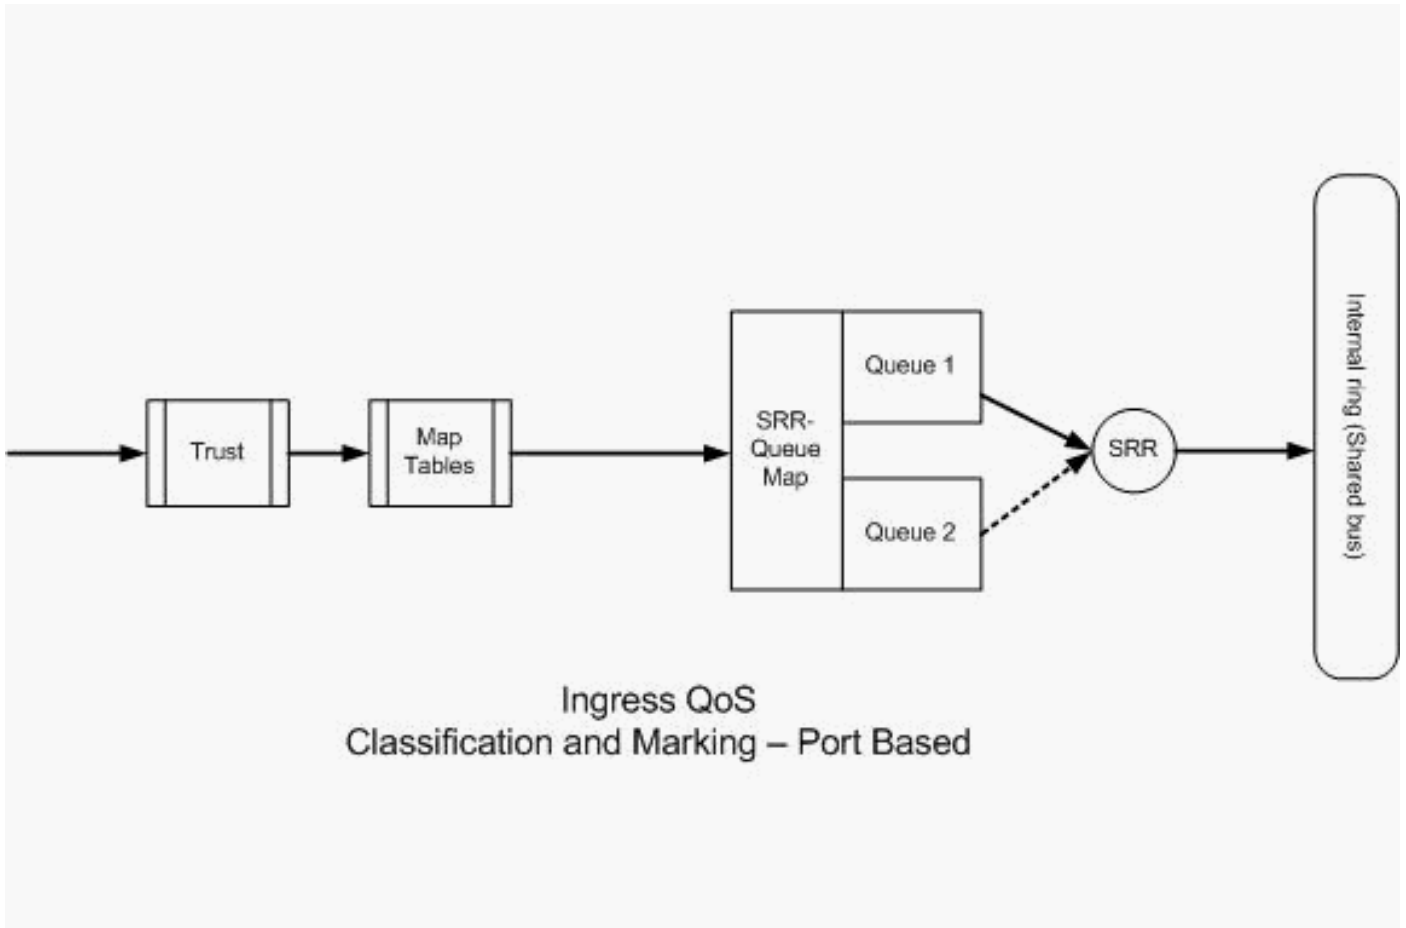 Trust
Map
Tables
SRR-
Queue
Map
Queue 1
Queue 2
SRR
Internal ring (Shared bus)
Ingress QoS
Classification and Marking – Port Based